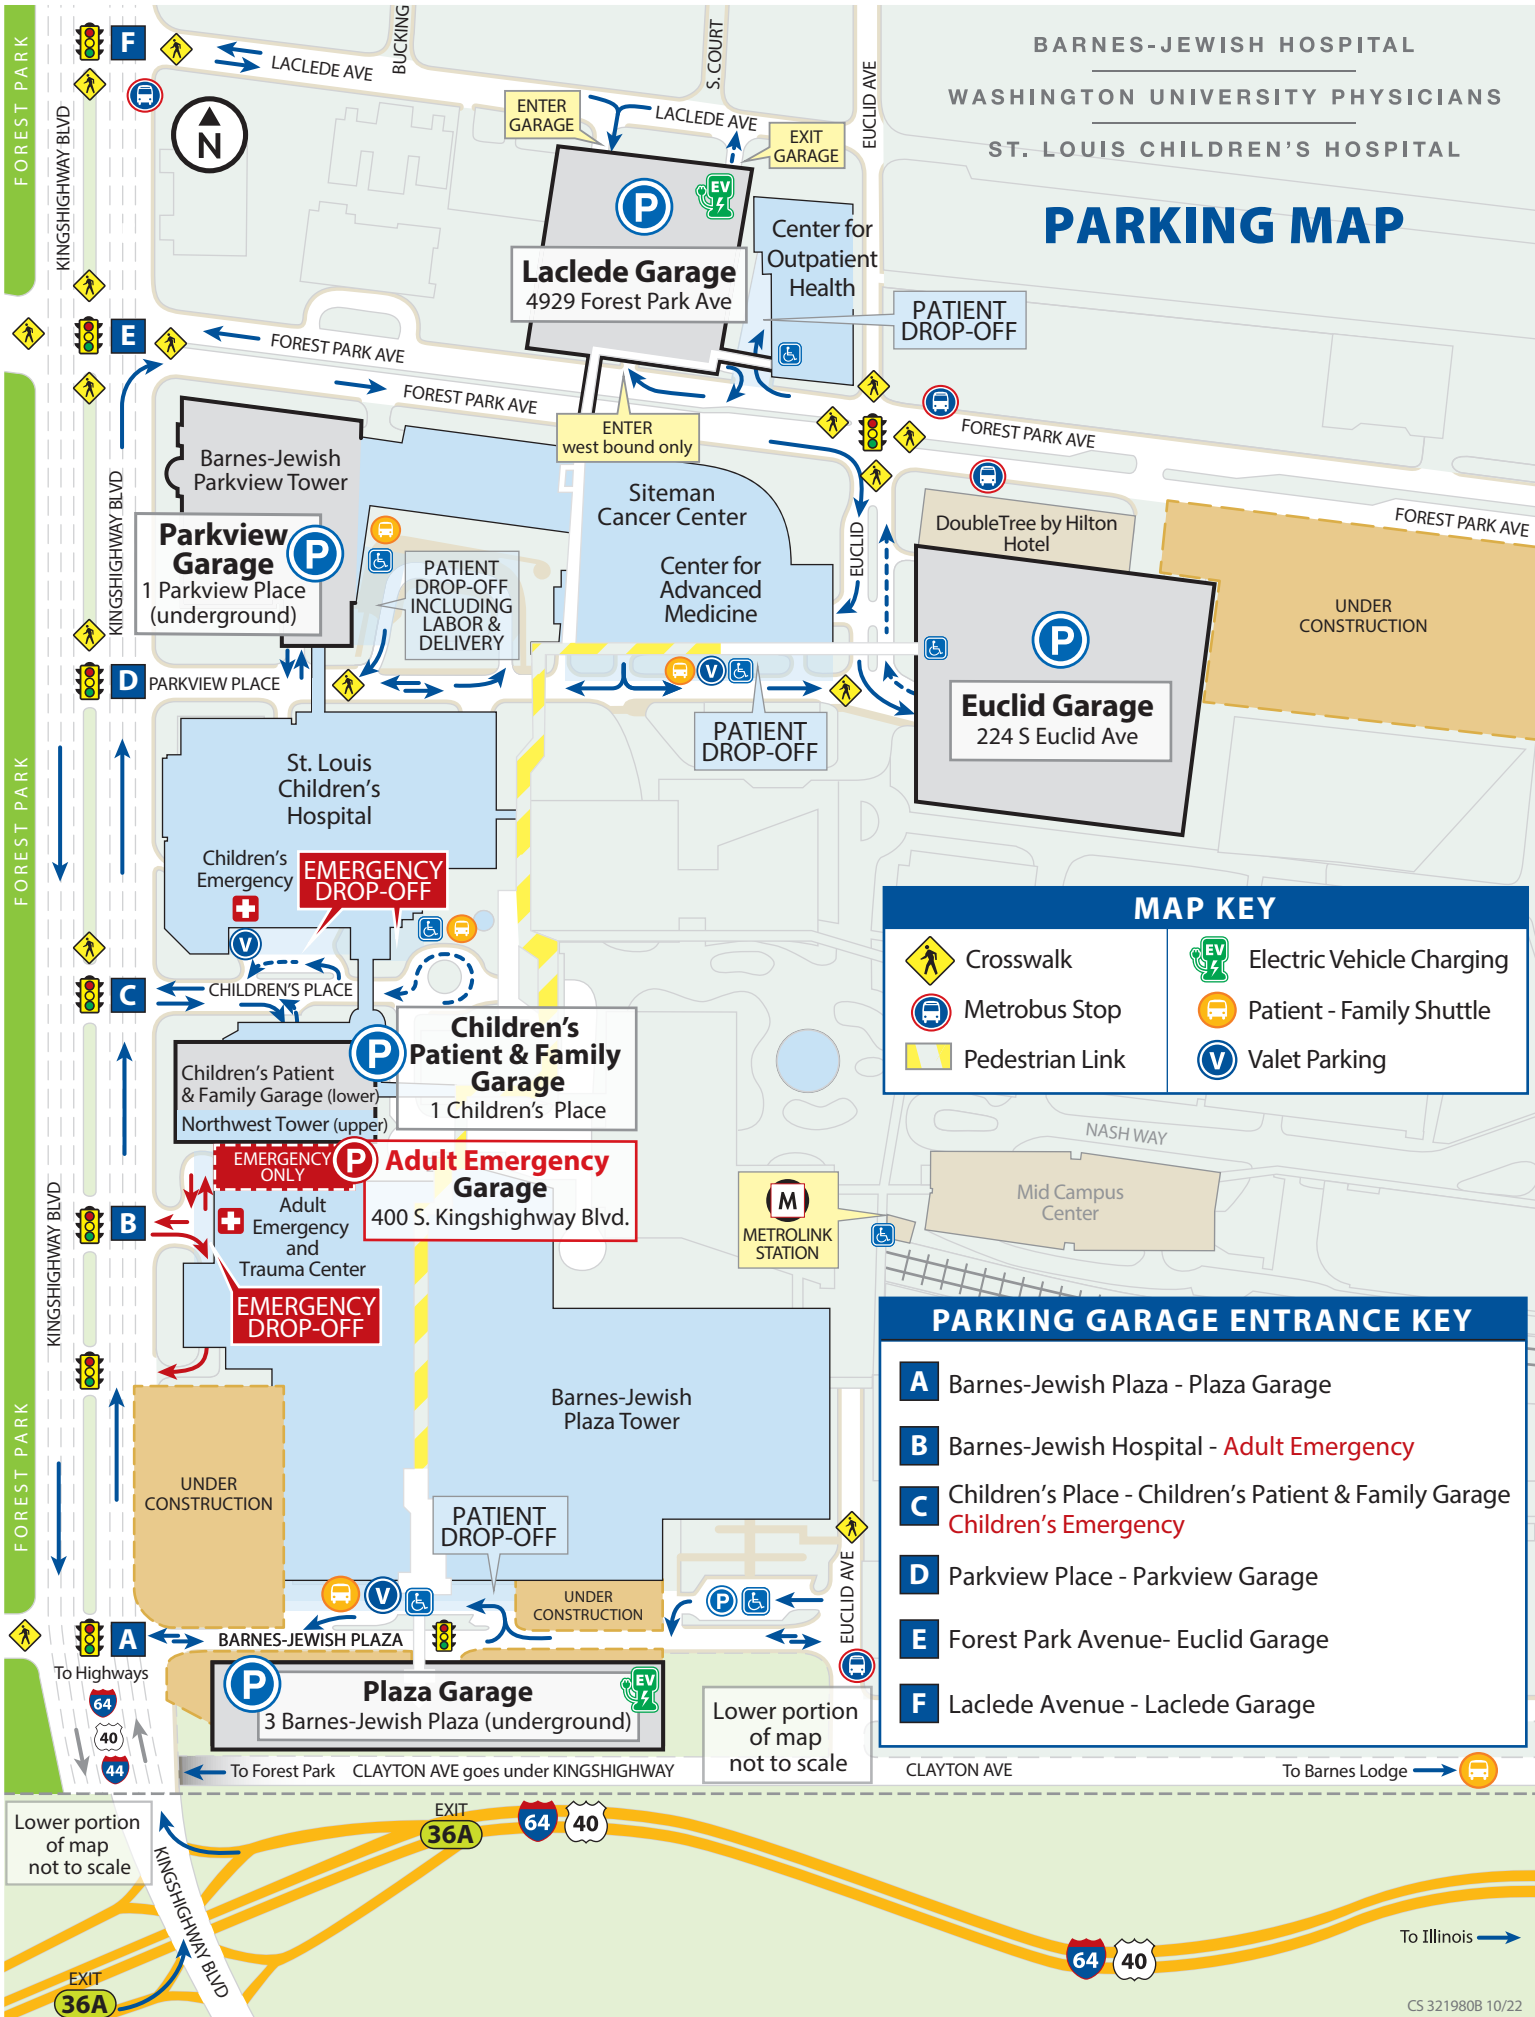 BARNES-JEWISH HOSPITAL
WASHINGTON UNIVERSITY PHYSICIANS
ST. LOUIS CHILDREN'S HOSPITAL
PARKING MAP
FOREST PARK
KINGSHIGHWAY BLVD
F
LACLEDE AVE
BUCKING
S. COURT
EUCLID AVE
N
ENTER
GARAGE
LACLEDE AVE
EXIT
GARAGE
P
EV
Center for
Outpatient
Health
Laclede Garage
4929 Forest Park Ave
PATIENT
DROP-OFF
E
FOREST PARK AVE
FOREST PARK AVE
ENTER
west bound only
FOREST PARK AVE
FOREST PARK AVE
KINGSHIGHWAY BLVD
Barnes-Jewish
Parkview Tower
Parkview
Garage
1 Parkview Place
(underground)
P
PATIENT
DROP-OFF
INCLUDING
LABOR &
DELIVERY
Siteman
Cancer Center
Center for
Advanced
Medicine
EUCLID
DoubleTree by Hilton
Hotel
UNDER
CONSTRUCTION
P
Euclid Garage
224 S Euclid Ave
D
PARKVIEW PLACE
V
PATIENT
DROP-OFF
FOREST PARK
St. Louis
Children's
Hospital
Children's
Emergency
EMERGENCY
DROP-OFF
V
C
CHILDREN'S PLACE
P
Children's
Patient & Family
Garage
1 Children's Place
Children's Patient
& Family Garage (lower)
Northwest Tower (upper)
MAP KEY
Crosswalk
Metrobus Stop
Pedestrian Link
EV
Electric Vehicle Charging
Patient - Family Shuttle
V
Valet Parking
NASH WAY
Mid Campus
Center
M
METROLINK
STATION
EMERGENCY
ONLY
P
Adult Emergency
Garage
400 S. Kingshighway Blvd.
KINGSHIGHWAY BLVD
B
Adult
Emergency
and
Trauma Center
EMERGENCY
DROP-OFF
PARKING GARAGE ENTRANCE KEY
A
Barnes-Jewish Plaza - Plaza Garage
B
Barnes-Jewish Hospital - Adult Emergency
C
Children's Place - Children's Patient & Family Garage
Children's Emergency
D
Parkview Place - Parkview Garage
E
Forest Park Avenue- Euclid Garage
F
Laclede Avenue - Laclede Garage
FOREST PARK
Barnes-Jewish
Plaza Tower
UNDER
CONSTRUCTION
PATIENT
DROP-OFF
V
UNDER
CONSTRUCTION
P
EUCLID AVE
A
BARNES-JEWISH PLAZA
To Highways
64
40
44
P
Plaza Garage
3 Barnes-Jewish Plaza (underground)
EV
Lower portion
of map
not to scale
To Forest Park
CLAYTON AVE goes under KINGSHIGHWAY
CLAYTON AVE
To Barnes Lodge
Lower portion
of map
not to scale
KINGSHIGHWAY BLVD
EXIT
36A
64
40
EXIT
36A
64
40
To Illinois
CS 321980B 10/22